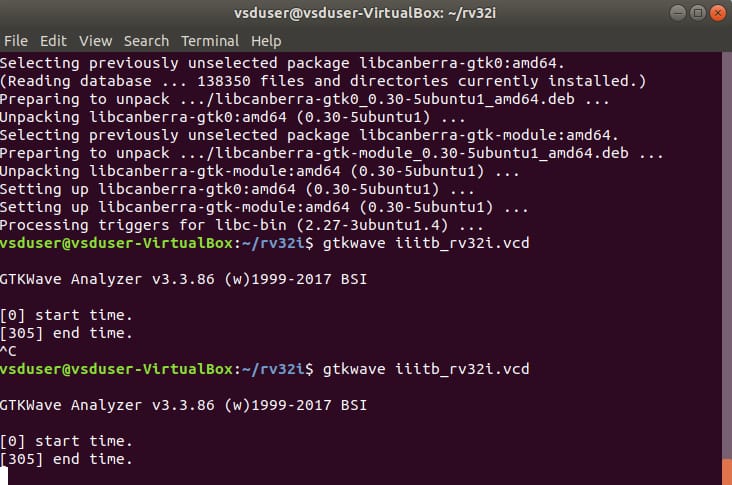 vsduser@vsduser-VirtualBox: ~/rv32i
File Edit View Search Terminal Help
Selecting previously unselected package libcanberra-gtk0:amd64.
(Reading database ... 138350 files and directories currently installed.)
Preparing to unpack .../libcanberra-gtk0_0.30-5ubuntu1_amd64.deb ...
Unpacking libcanberra-gtk0:amd64 (0.30-5ubuntu1) ...
Selecting previously unselected package libcanberra-gtk-module:amd64.
Preparing to unpack .../libcanberra-gtk-module_0.30-5ubuntu1_amd64.deb ...
Unpacking libcanberra-gtk-module:amd64 (0.30-5ubuntu1) ...
Setting up libcanberra-gtk0:amd64 (0.30-5ubuntu1) ...
Setting up libcanberra-gtk-module:amd64 (0.30-5ubuntu1) ...
Processing triggers for libc-bin (2.27-3ubuntu1.4) ...
vsduser@vsduser-VirtualBox:~/rv32i$ gtkwave iiitb_rv32i.vcd
GTKWave Analyzer v3.3.86 (w)1999-2017 BSI
[0] start time.
[305] end time.
^C
vsduser@vsduser-VirtualBox:~/rv32i$ gtkwave iiitb_rv32i.vcd
GTKWave Analyzer v3.3.86 (w)1999-2017 BSI
[0] start time.
[305] end time.